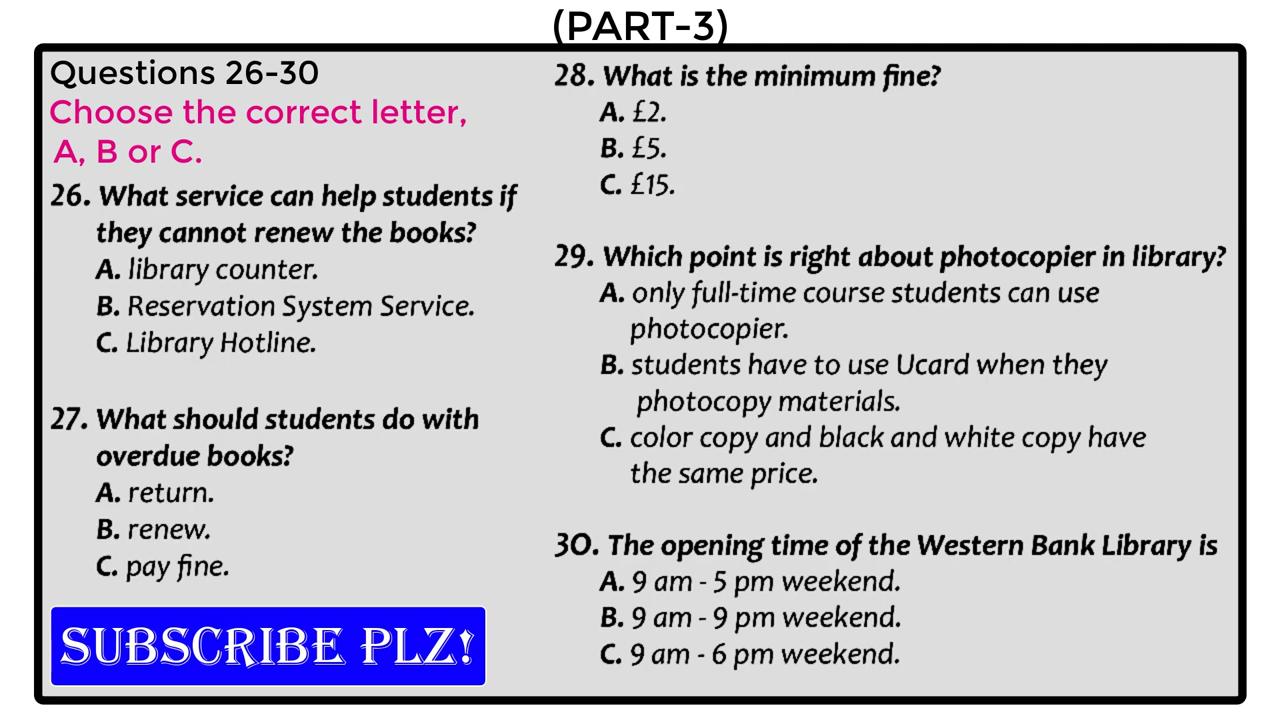 (PART-3)
Questions 26-30
Choose the correct letter,
A, B or C.
26. What service can help students if
they cannot renew the books?
A. library counter.
B. Reservation System Service.
C. Library Hotline.
27. What should students do with
overdue books?
A. return.
B. renew.
C. pay fine.
SUBSCRIBE PLZ!
28. What is the minimum fine?
A. £2.
B. £5.
C. £15.
29. Which point is right about photocopier in library?
A. only full-time course students can use
photocopier.
B. students have to use Ucard when they
photocopy materials.
C. color copy and black and white copy have
the same price.
30. The opening time of the Western Bank Library is
A. 9 am - 5 pm weekend.
B. 9 am - 9 pm weekend.
C. 9 am - 6 pm weekend.